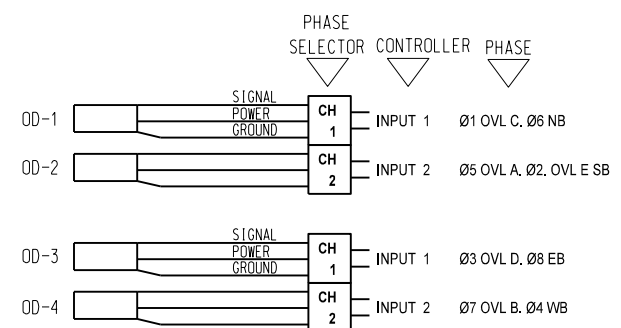 PHASE
SELECTOR CONTROLLER PHASE
SIGNAL
POWER
GROUND
OD-1 CH 1 INPUT 1 Ø1 OVL C. Ø6 NB
OD-2 CH 2 INPUT 2 Ø5 OVL A. Ø2. OVL E SB
SIGNAL
POWER
GROUND
OD-3 CH 1 INPUT 1 Ø3 OVL D. Ø8 EB
OD-4 CH 2 INPUT 2 Ø7 OVL B. Ø4 WB